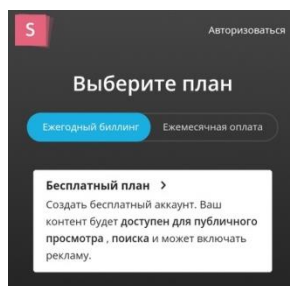 S
Авторизоваться
Выберите план
Ежегодный биллинг Ежемесячная оплата
Бесплатный план >
Создать бесплатный аккаунт. Ваш
контент будет доступен для публичного
просмотра , поиска и может включать
рекламу.